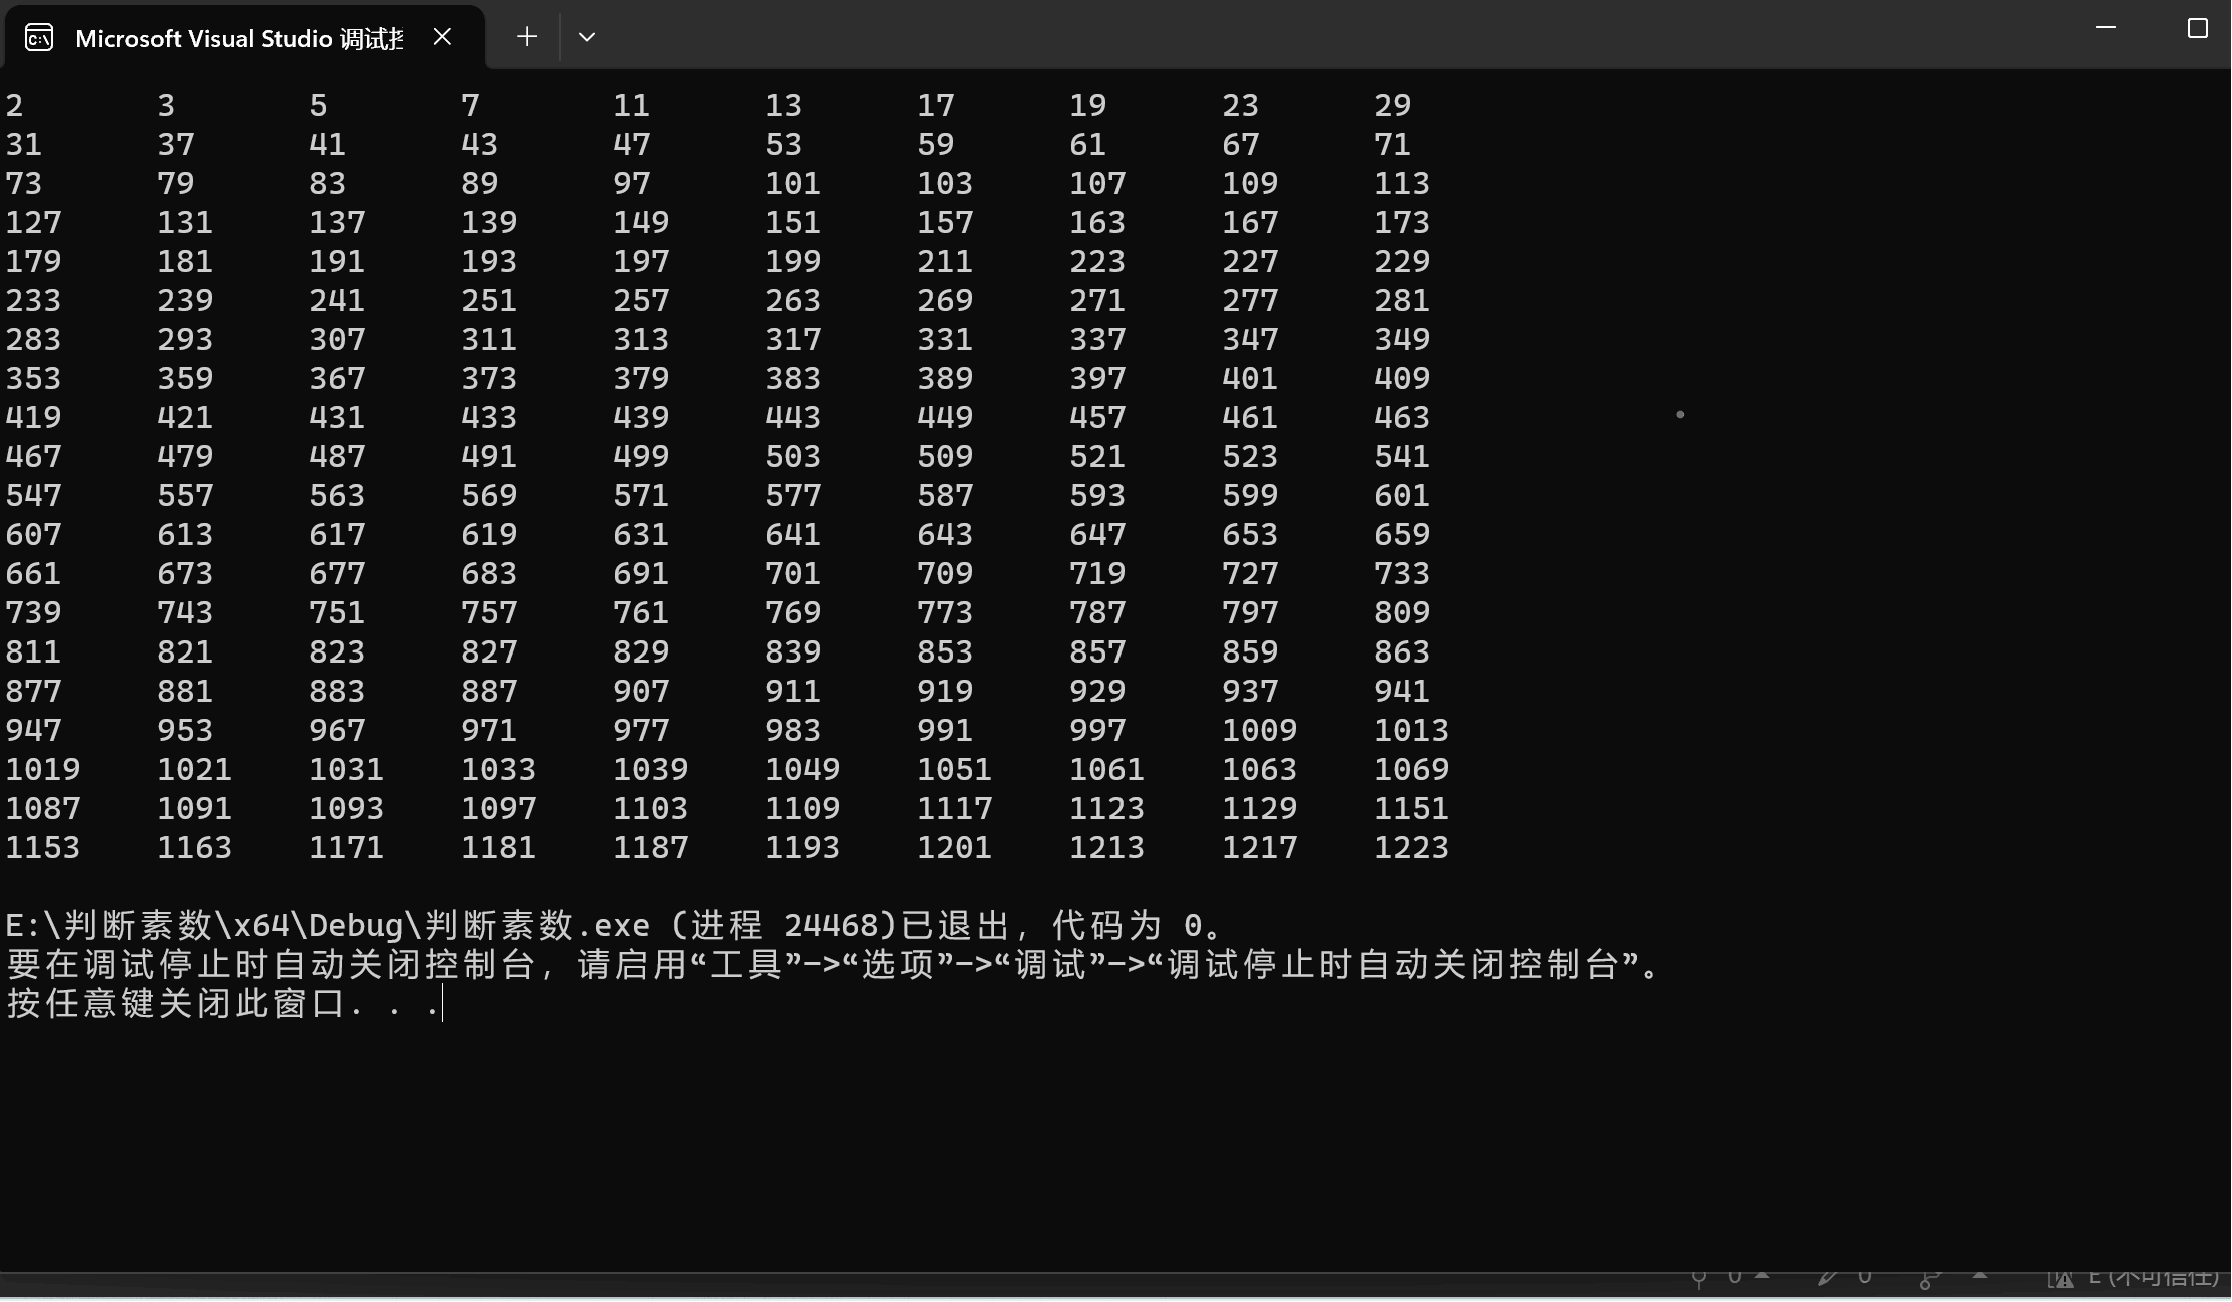 Microsoft Visual Studio 调试
2 3 5 7 11 13 17 19 23 29
31 37 41 43 47 53 59 61 67 71
73 79 83 89 97 101 103 107 109 113
127 131 137 139 149 151 157 163 167 173
179 181 191 193 197 199 211 223 227 229
233 239 241 251 257 263 269 271 277 281
283 293 307 311 313 317 331 337 347 349
353 359 367 373 379 383 389 397 401 409
419 421 431 433 439 443 449 457 461 463
467 479 487 491 499 503 509 521 523 541
547 557 563 569 571 577 587 593 599 601
607 613 617 619 631 641 643 647 653 659
661 673 677 683 691 701 709 719 727 733
739 743 751 757 761 769 773 787 797 809
811 821 823 827 829 839 853 857 859 863
877 881 883 887 907 911 919 929 937 941
947 953 967 971 977 983 991 997 1009 1013
1019 1021 1031 1033 1039 1049 1051 1061 1063 1069
1087 1091 1093 1097 1103 1109 1117 1123 1129 1151
1153 1163 1171 1181 1187 1193 1201 1213 1217 1223
E:\判断素数\x64\Debug\判断素数.exe (进程 24468)已退出，代码为 0。
要在调试停止时自动关闭控制台，请启用“工具”->“选项”->“调试”->“调试停止时自动关闭控制台”。
按任意键关闭此窗口. . .
0 0 E (不可信任)